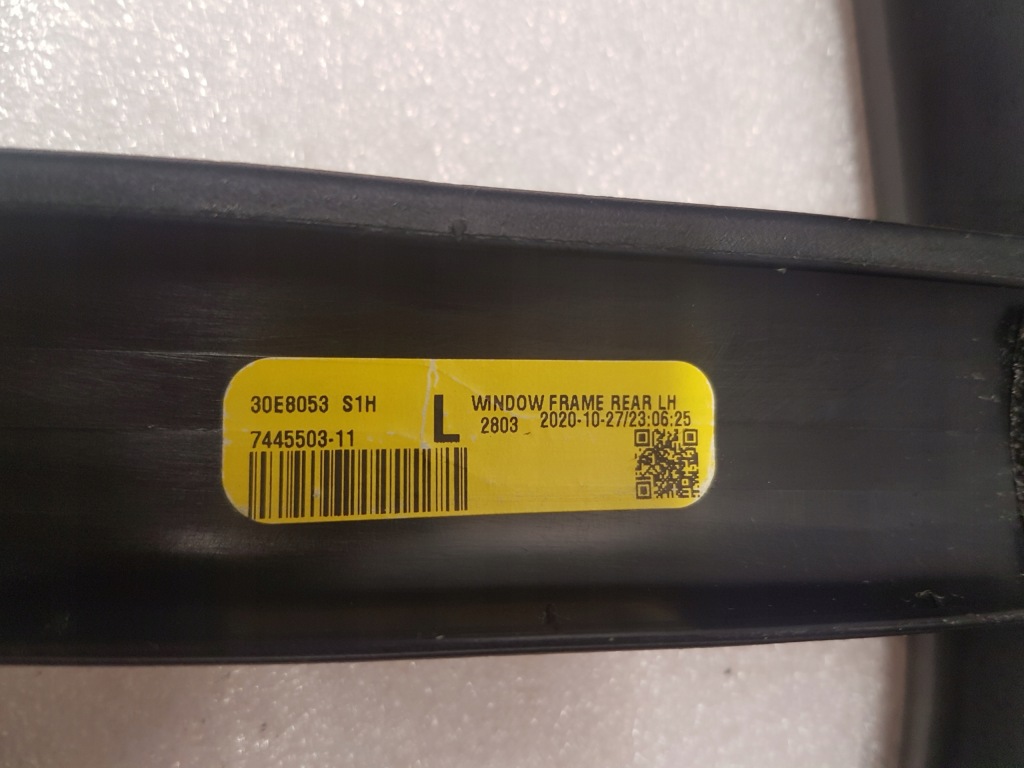 30E8053 S1H
7445503-11
L
WINDOW FRAME REAR LH
2803 2020-10-27/23:06:25